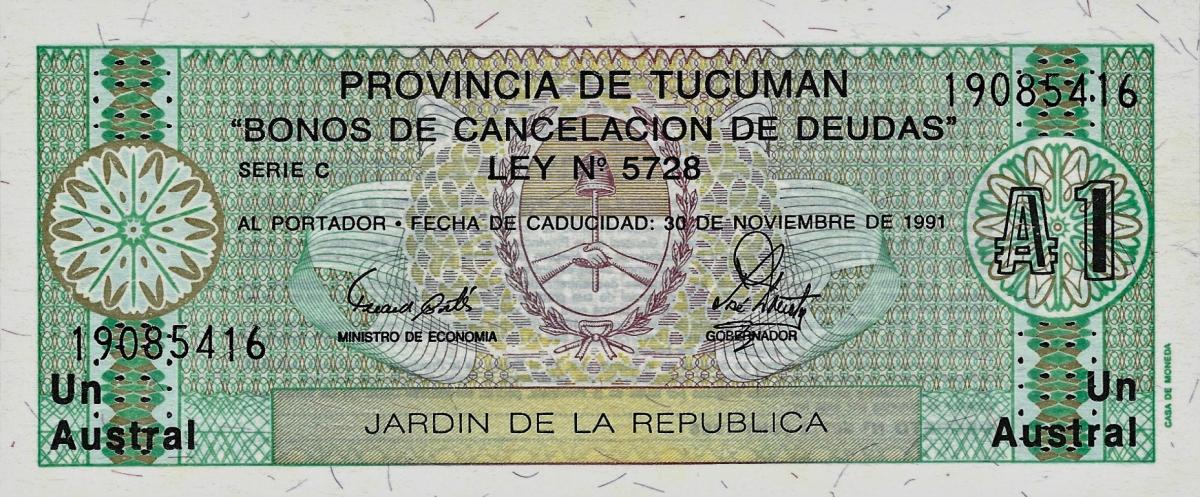 PROVINCIA DE TUCUMAN
19085416
"BONOS DE CANCELACION DE DEUDAS"
SERIE C
LEY Nº 5728
AL PORTADOR • FECHA DE CADUCIDAD: 30 DE NOVIEMBRE DE 1991
A 1
MINISTRO DE ECONOMIA
GOBERNADOR
19085416
Un
Austral
JARDIN DE LA REPUBLICA
Un
Austral
CASA DE MONEDA